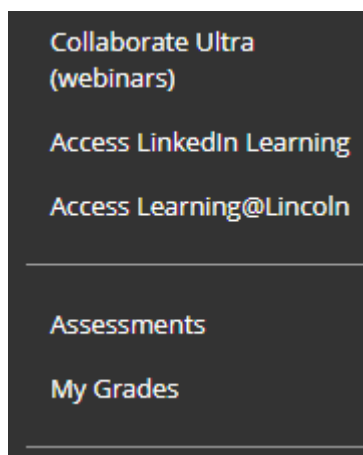 Collaborate Ultra
(webinars)
Access LinkedIn Learning
Access Learning@Lincoln
Assessments
My Grades